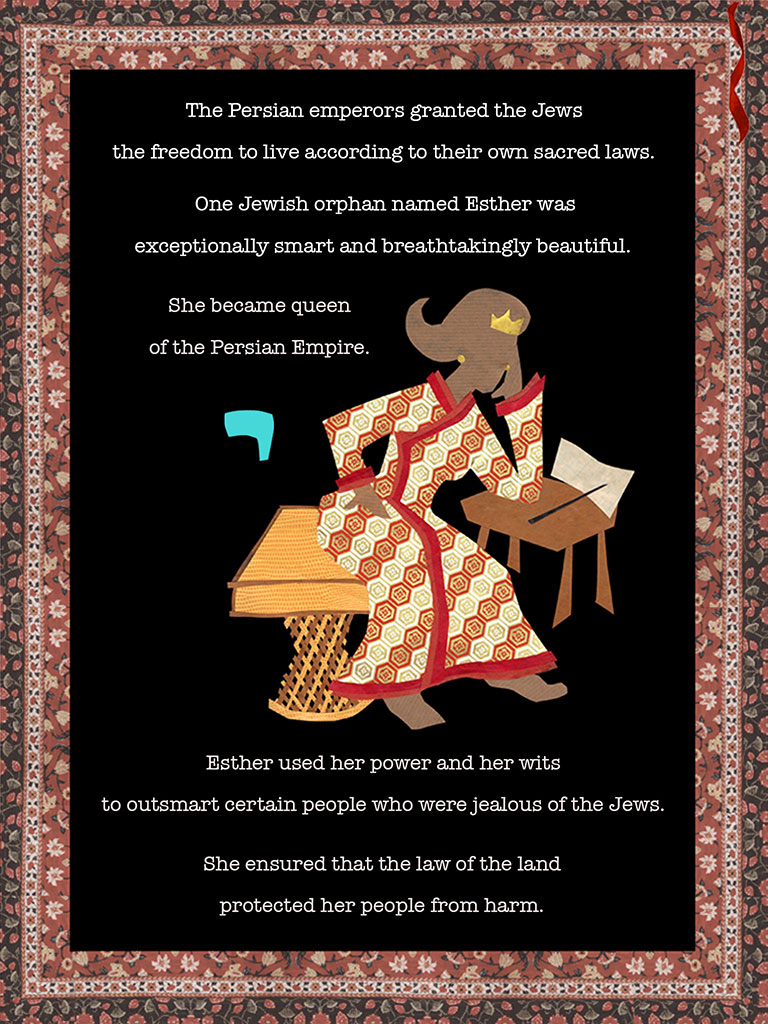 The Persian emperors granted the Jews
the freedom to live according to their own sacred laws.
One Jewish orphan named Esther was
exceptionally smart and breathtakingly beautiful.
She became queen
of the Persian Empire.
י
Esther used her power and her wits
to outsmart certain people who were jealous of the Jews.
She ensured that the law of the land
protected her people from harm.